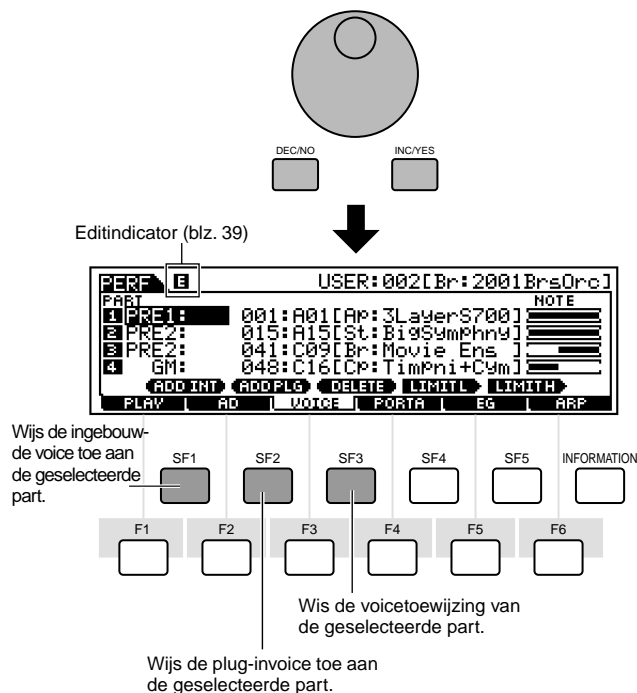 DEC/NO INC/YES
Editindicator (blz. 39)
PERF E USER:002[Br:2001BrsOrc]
PART NOTE
1 PRE1: 001:A01[Ap:3LayerS700]
2 PRE2: 015:A15[St:BigSymphny]
3 PRE2: 041:C09[Br:Movie Ens ]
4 GM: 048:C16[Cp:Timpni+Cym]
ADD INT ADD PLG DELETE LIMITL LIMITH
PLAY AD VOICE PORTA EG ARP
Wijs de ingebouw-
de voice toe aan
de geselecteerde
part.
SF1 SF2 SF3 SF4 SF5 INFORMATION
F1 F2 F3 F4 F5 F6
Wis de voicetoewijzing van
de geselecteerde part.
Wijs de plug-invoice toe aan
de geselecteerde part.